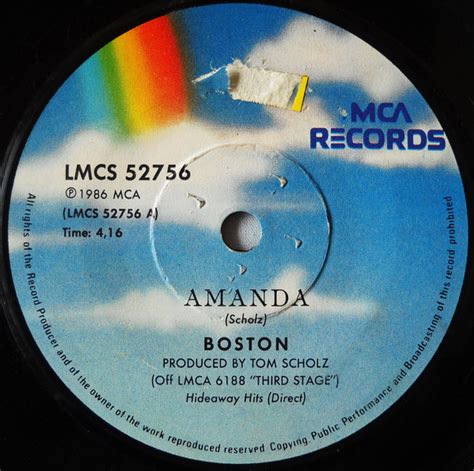 MCA
RECORDS
LMCS 52756
Ⓟ1986 MCA
(LMCS 52756 A)
Time: 4,16
AMANDA
(Scholz)
BOSTON
PRODUCED BY TOM SCHOLZ
(Off LMCA 6188 "THIRD STAGE")
Hideaway Hits (Direct)
All rights of the Record Producer and of the owner of the work reproduced reserved. Copying, Public Performance and Broadcasting of this record prohibited.